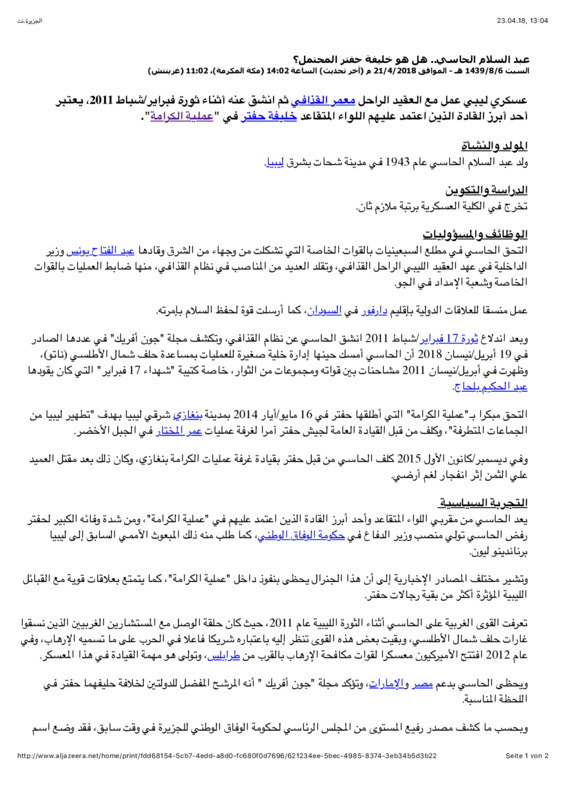 الجزيرة.نت
23.04.18, 13:04
عبد السلام الحاسي.. هل هو خليفة حفتر المحتمل؟
السبت 1439/8/6 هـ - الموافق 21/4/2018 م (آخر تحديث) الساعة 14:02 (مكة المكرمة)، 11:02 (غرينتش)
عسكري ليبي عمل مع العقيد الراحل معمر القذافي ثم انشق عنه أثناء ثورة فبراير/شباط 2011، يعتبر
أحد أبرز القادة الذين اعتمد عليهم اللواء المتقاعد خليفة حفتر في "عملية الكرامة".
المولد والنشأة
ولد عبد السلام الحاسي عام 1943 في مدينة شحات بشرق ليبيا.
الدراسة والتكوين
تخرج في الكلية العسكرية برتبة ملازم ثان.
الوظائف والمسؤوليات
التحق الحاسي في مطلع السبعينيات بالقوات الخاصة التي تشكلت من وجهاء من الشرق وقادها عبد الفتاح يونس وزير
الداخلية في عهد العقيد الليبي الراحل القذافي، وتقلد العديد من المناصب في نظام القذافي، منها ضابط العمليات بالقوات
الخاصة وشعبة الإمداد في الجو.
عمل منسقا للعلاقات الدولية بإقليم دارفور في السودان، كما أرسلت قوة لحفظ السلام بإمرته.
وبعد اندلاع ثورة 17 فبراير/شباط 2011 انشق الحاسي عن نظام القذافي، وتكشف مجلة "جون أفريك" في عددها الصادر
في 19 أبريل/نيسان 2018 أن الحاسي أمسك حينها إدارة خلية صغيرة للعمليات بمساعدة حلف شمال الأطلسي (ناتو)،
وظهرت في أبريل/نيسان 2011 مشاحنات بين قواته ومجموعات من الثوار، خاصة كتيبة "شهداء 17 فبراير" التي كان يقودها
عبد الحكيم بلحاج.
التحق مبكرا بـ"عملية الكرامة" التي أطلقها حفتر في 16 مايو/أيار 2014 بمدينة بنغازي شرقي ليبيا بهدف "تطهير ليبيا من
الجماعات المتطرفة"، وكلف من قبل القيادة العامة لجيش حفتر آمرا لغرفة عمليات عمر المختار في الجبل الأخضر.
وفي ديسمبر/كانون الأول 2015 كلف الحاسي من قبل حفتر بقيادة غرفة عمليات الكرامة بنغازي، وكان ذلك بعد مقتل العميد
علي الثمن إثر انفجار لغم أرضي.
التجربة السياسية
يعد الحاسي من مقربي اللواء المتقاعد وأحد أبرز القادة الذين اعتمد عليهم في "عملية الكرامة"، ومن شدة وفائه الكبير لحفتر
رفض الحاسي تولي منصب وزير الدفاع في حكومة الوفاق الوطني، كما طلب منه ذلك المبعوث الأممي السابق إلى ليبيا
برناندينو ليون.
وتشير مختلف المصادر الإخبارية إلى أن هذا الجنرال يحظى بنفوذ داخل "عملية الكرامة"، كما يتمتع بعلاقات قوية مع القبائل
الليبية المؤثرة أكثر من بقية رجالات حفتر.
تعرفت القوى الغربية على الحاسي أثناء الثورة الليبية عام 2011، حيث كان حلقة الوصل مع المستشارين الغربيين الذين نسقوا
غارات حلف شمال الأطلسي، وبقيت بعض هذه القوى تنظر إليه باعتباره شريكا فاعلا في الحرب على ما تسميه الإرهاب، وفي
عام 2012 افتتح الأميركيون معسكرا لقوات مكافحة الإرهاب بالقرب من طرابلس، وتولى هو مهمة القيادة في هذا المعسكر.
ويحظى الحاسي بدعم مصر والإمارات، وتؤكد مجلة "جون أفريك " أنه المرشح المفضل للدولتين لخلافة حليفهما حفتر في
اللحظة المناسبة.
وبحسب ما كشف مصدر رفيع المستوى من المجلس الرئاسي لحكومة الوفاق الوطني للجزيرة في وقت سابق، فقد وضع اسم
http://www.aljazeera.net/home/print/fdd68154-5cb7-4edd-a8d0-fc680f0d7696/621234ee-5bec-4985-8374-3eb34b5d3b22
Seite 1 von 2